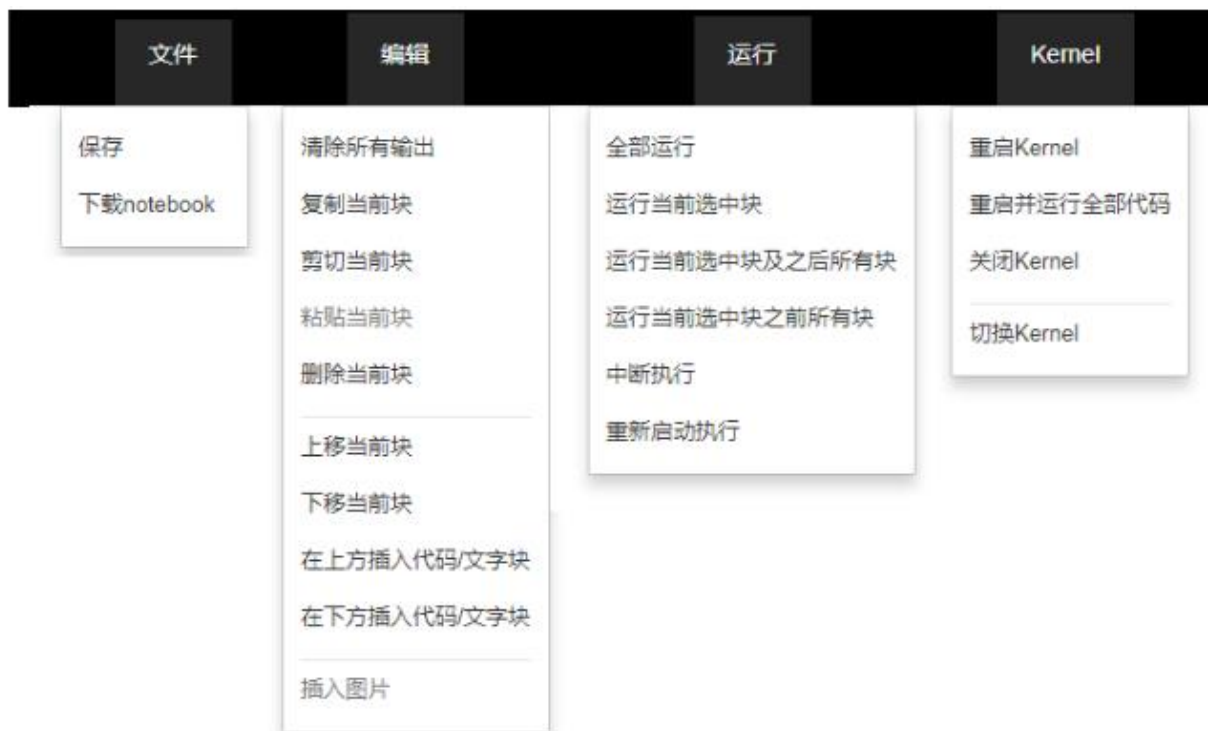 文件 编辑 运行 Kernel
保存
下载notebook
清除所有输出
复制当前块
剪切当前块
粘贴当前块
删除当前块
上移当前块
下移当前块
在上方插入代码/文字块
在下方插入代码/文字块
插入图片
全部运行
运行当前选中块
运行当前选中块及之后所有块
运行当前选中块之前所有块
中断执行
重新启动执行
重启Kernel
重启并运行全部代码
关闭Kernel
切换Kernel